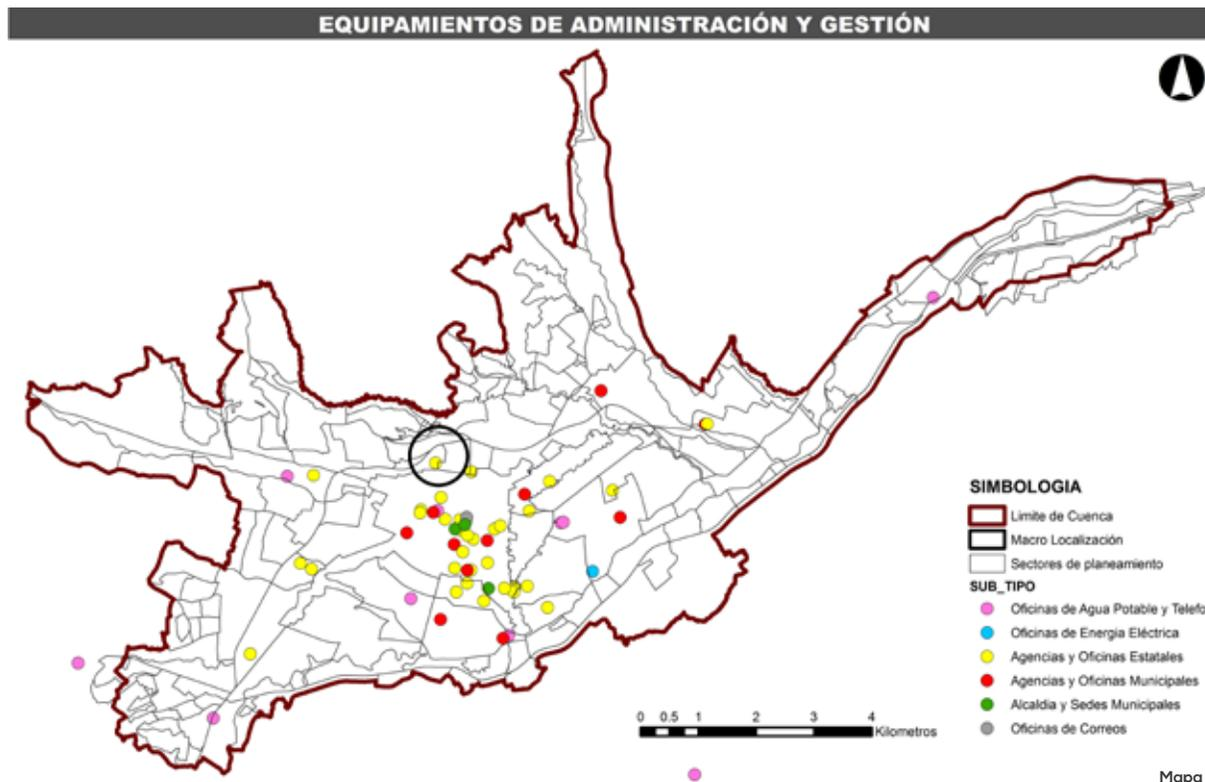 EQUIPAMIENTOS DE ADMINISTRACIÓN Y GESTIÓN
SIMBOLOGIA
Limite de Cuenca
Macro Localización
Sectores de planeamiento
SUB_TIPO
Oficinas de Agua Potable y Telefo
Oficinas de Energia Eléctrica
Agencias y Oficinas Estatales
Agencias y Oficinas Municipales
Alcaldia y Sedes Municipales
Oficinas de Correos
0 0.5 1 2 3 4
Kilometros
Mapa